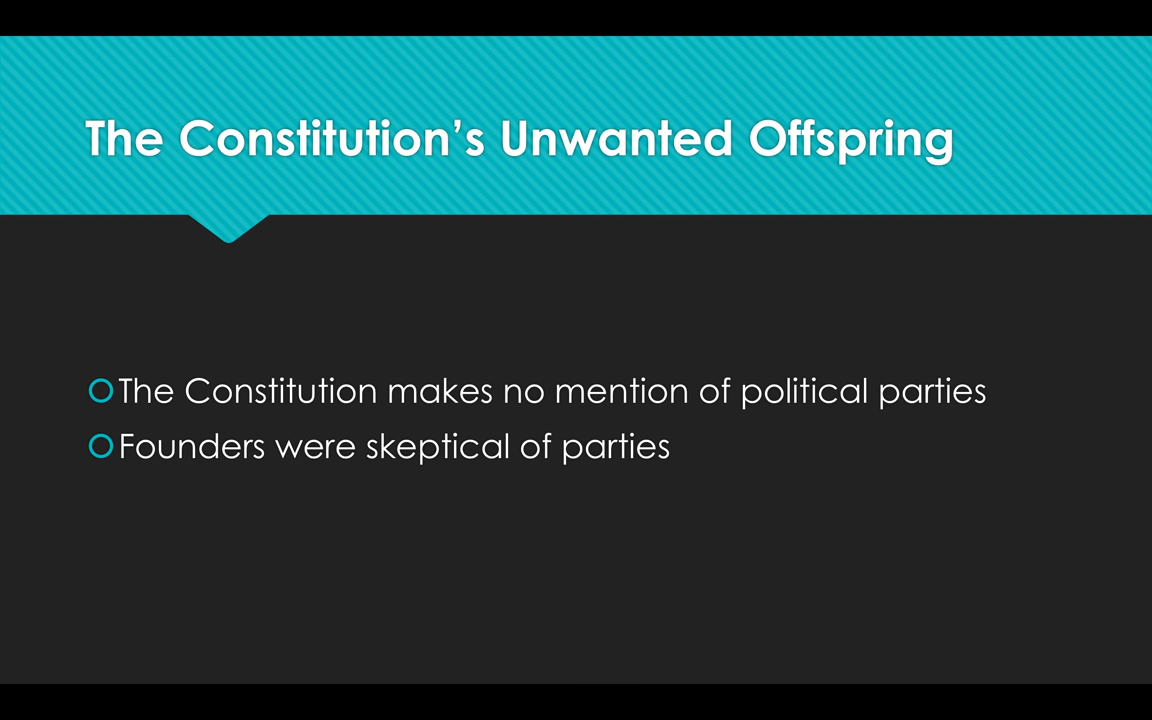 The Constitution’s Unwanted Offspring
The Constitution makes no mention of political parties
Founders were skeptical of parties